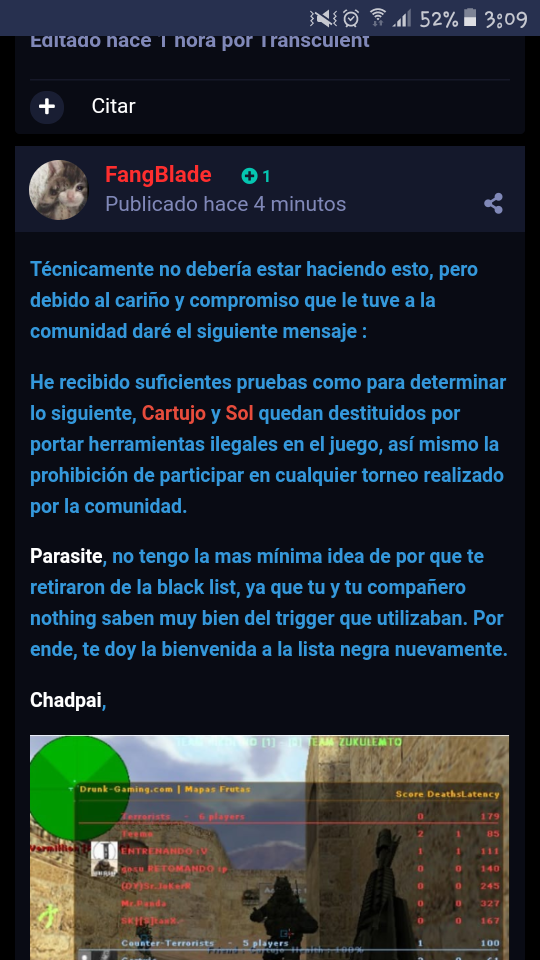 52% 3:09
Editado hace 1 hora por Transculent
Citar
FangBlade 1
Publicado hace 4 minutos
Técnicamente no debería estar haciendo esto, pero
debido al cariño y compromiso que le tuve a la
comunidad daré el siguiente mensaje :
He recibido suficientes pruebas como para determinar
lo siguiente, Cartujo y Sol quedan destituidos por
portar herramientas ilegales en el juego, así mismo la
prohibición de participar en cualquier torneo realizado
por la comunidad.
Parasite, no tengo la mas mínima idea de por que te
retiraron de la black list, ya que tu y tu compañero
nothing saben muy bien del trigger que utilizaban. Por
ende, te doy la bienvenida a la lista negra nuevamente.
Chadpai,
[1] - [0] TEAM ZUKULEMTO
Drunk-Gaming.com | Mapas Frutas
Score Deaths Latency
Terrorists - 6 players 0 179
2 1 85
ENTRENANDO :V 1 1 111
RETOMANDO :p 0 0 140
0 0 245
Mr.Panda 0 327
0 0 167
Counter-Terrorists - 5 players 1 100
Friend : Cartujo Health : 100%